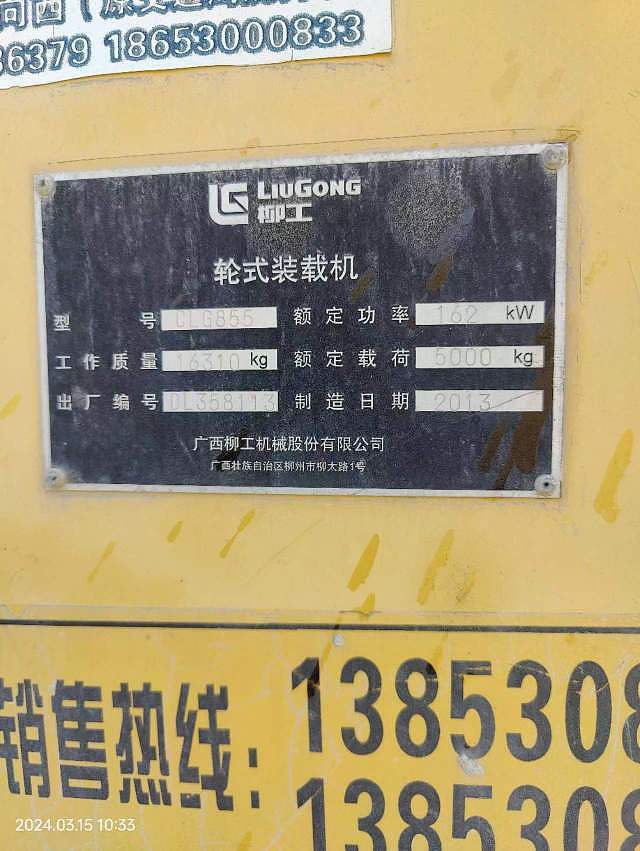 36379 18653000833
LIUGONG
柳工
轮式装载机
型 号 CLG855 额定功率 162 kW
工作质量 16310 kg 额定载荷 5000 kg
出厂编号 DL358113 制造日期 2013
广西柳工机械股份有限公司
广西壮族自治区柳州市柳太路1号
销售热线: 1385308
1385308
2024.03.15 10:33